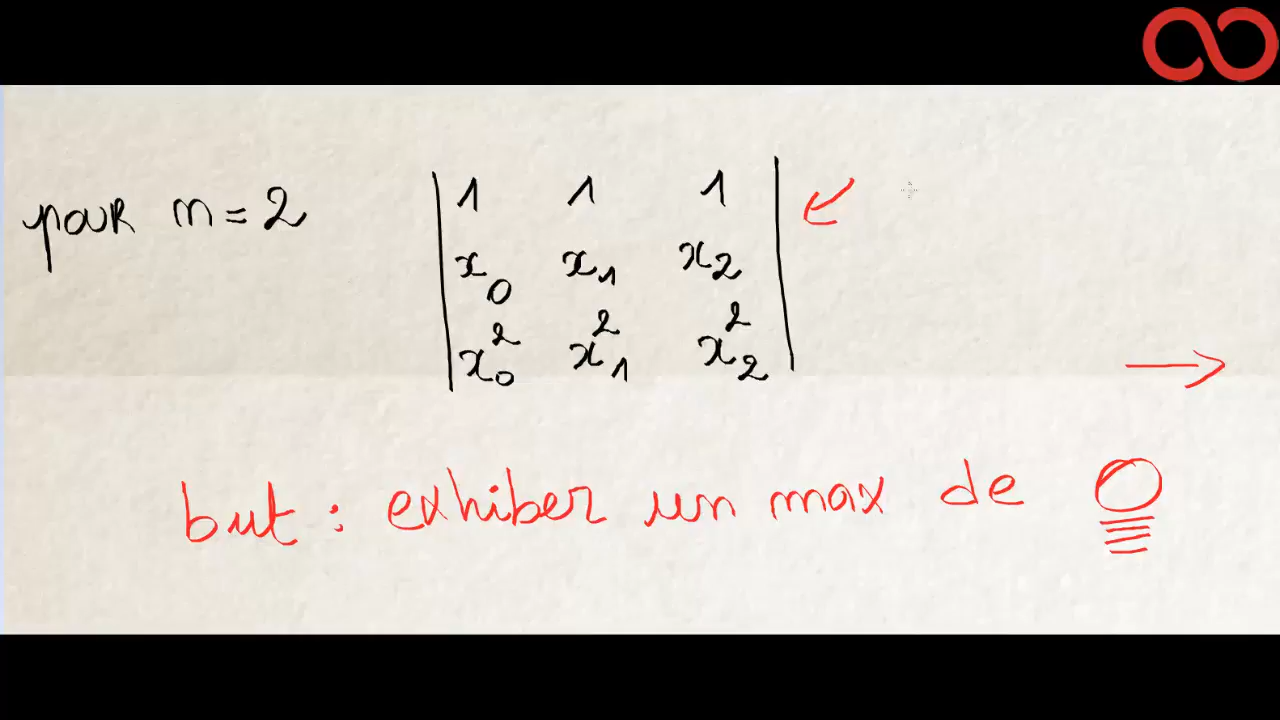 pour n = 2
| 1 1 1 |
| x₀ x₁ x₂ |
| x₀² x₁² x₂² |
but : exhiber un max de